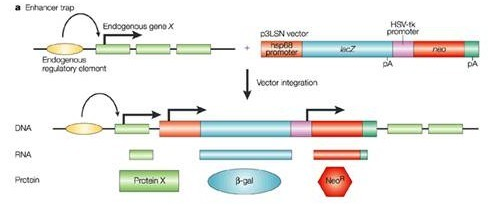 a Enhancer trap
Endogenous gene X
Endogenous
regulatory element
+
p3LSN vector
HSV-tk
promoter
hsp68
promoter
lacZ
neo
pA
pA
Vector integration
DNA
RNA
Protein
Protein X
β-gal
NeoR